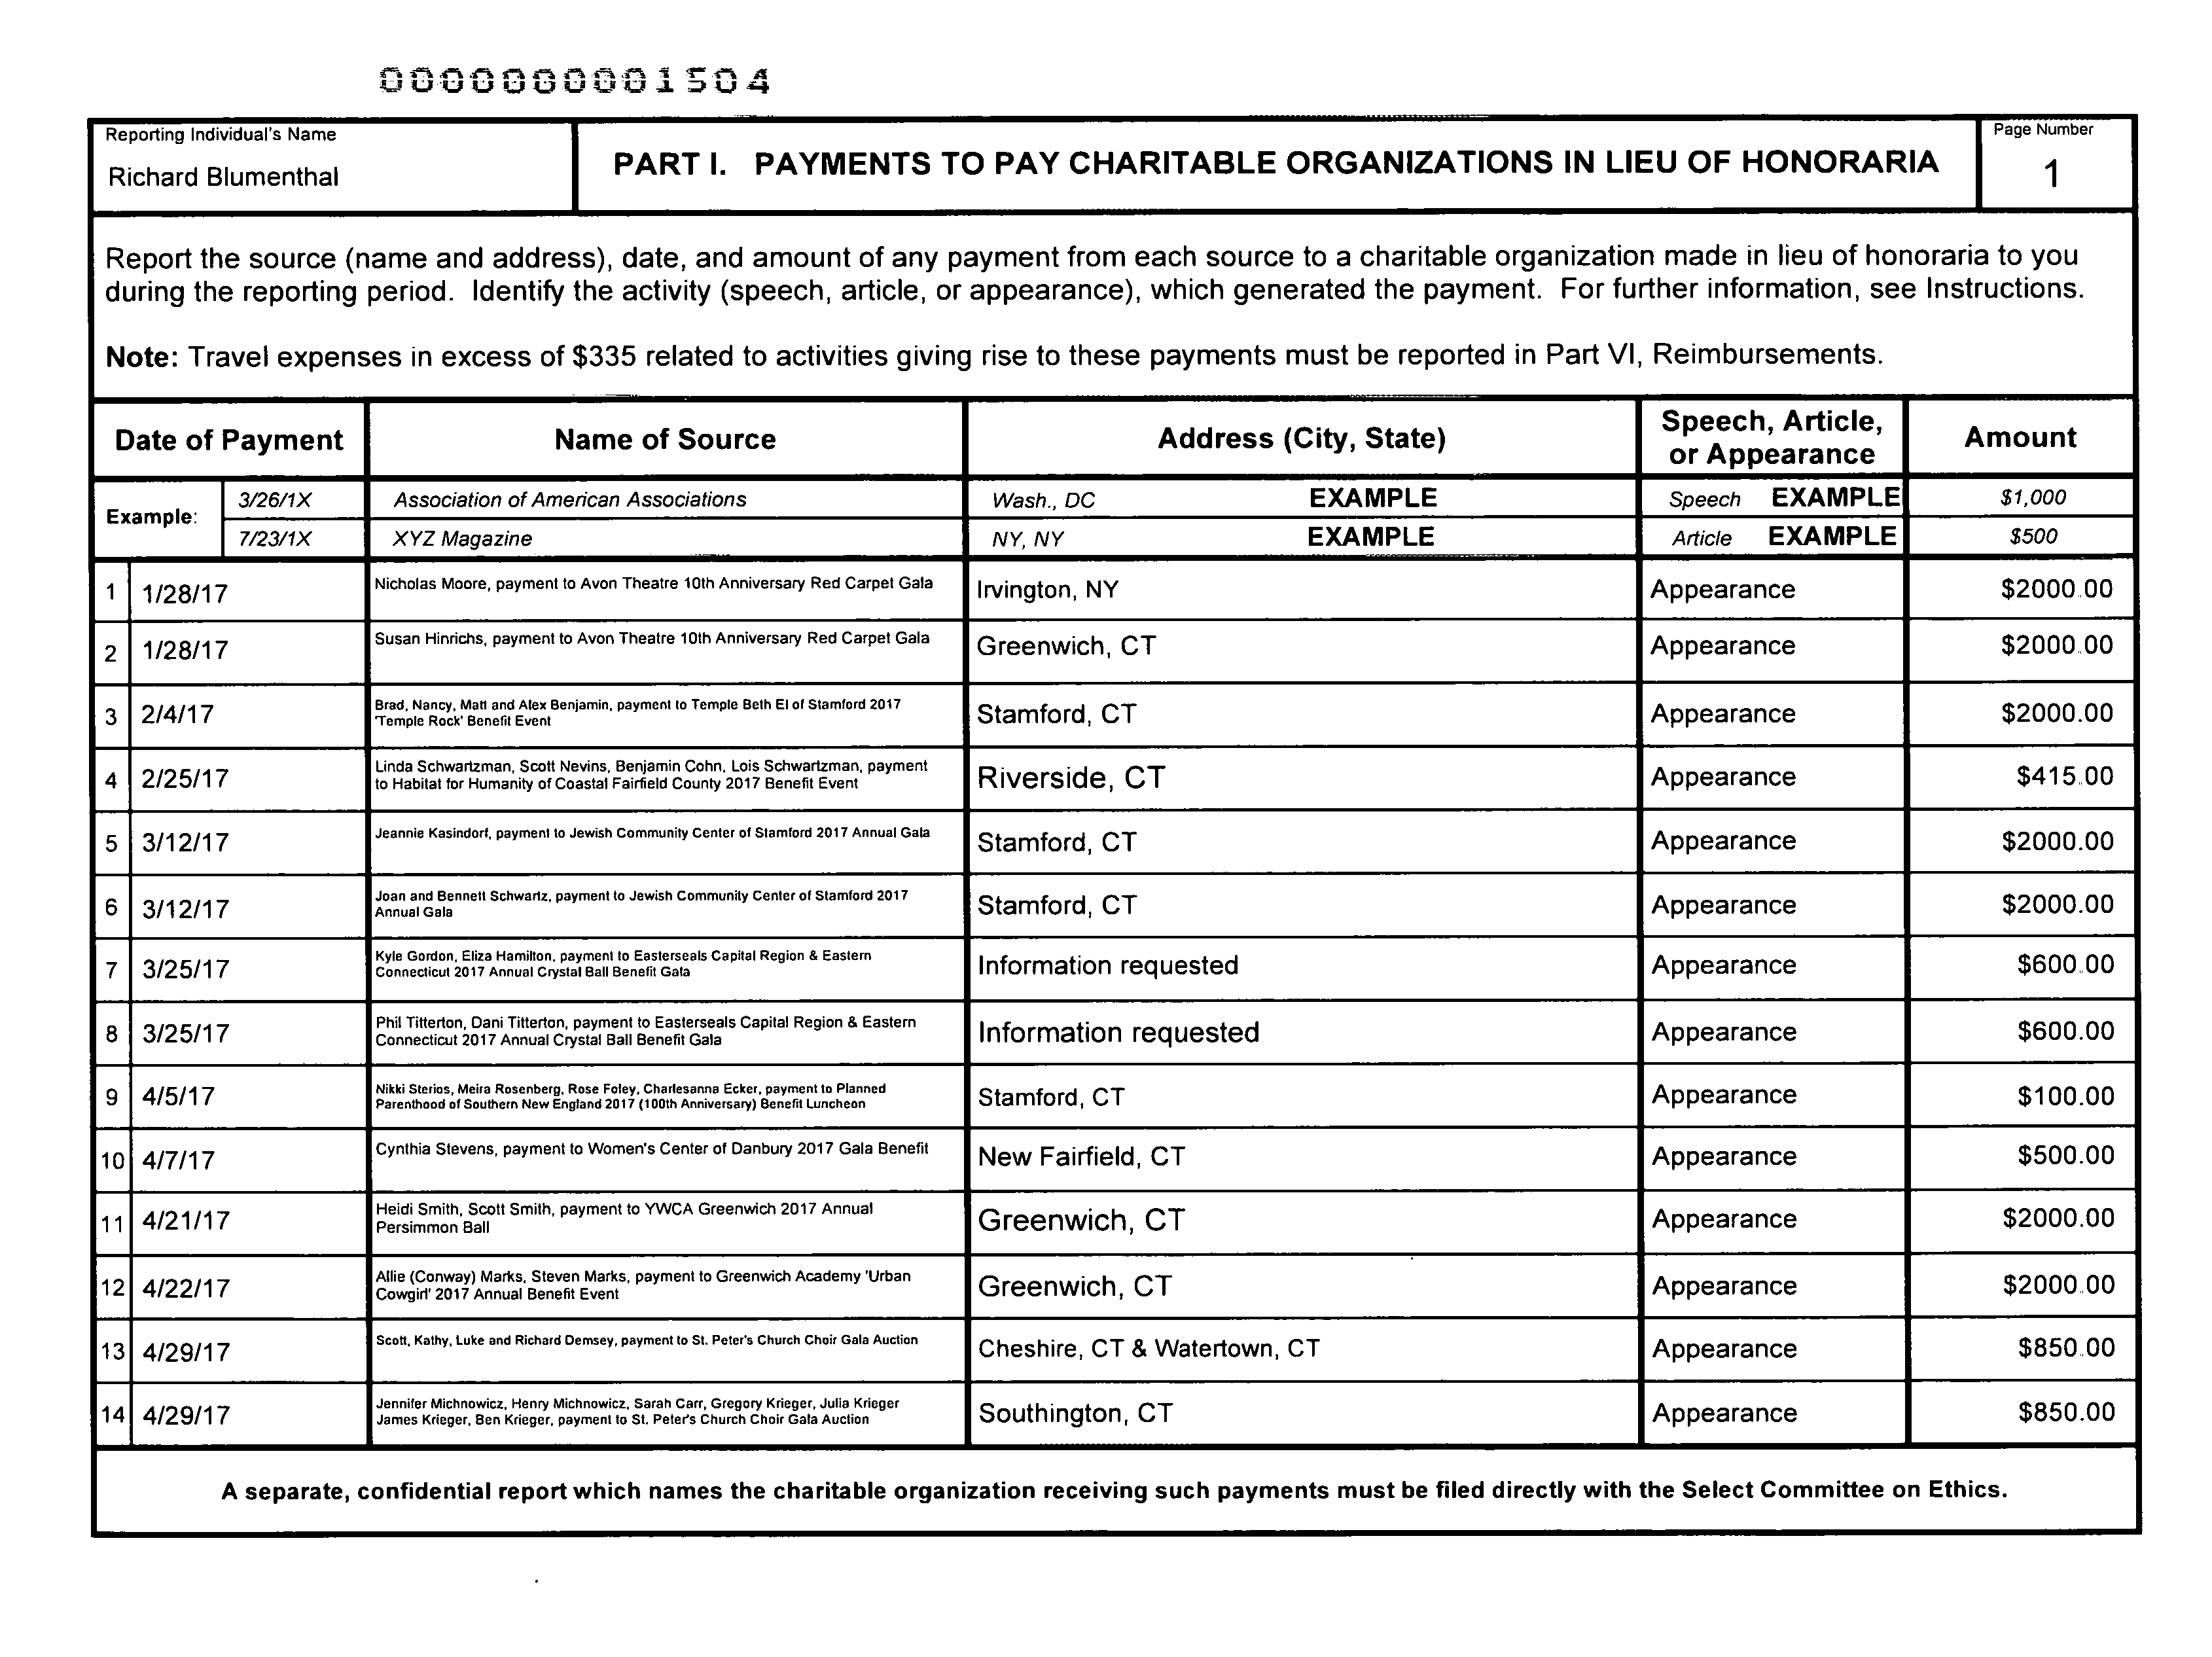 0000000001504
Reporting Individual's Name
Richard Blumenthal
PART I. PAYMENTS TO PAY CHARITABLE ORGANIZATIONS IN LIEU OF HONORARIA
Page Number
1
Report the source (name and address), date, and amount of any payment from each source to a charitable organization made in lieu of honoraria to you
during the reporting period. Identify the activity (speech, article, or appearance), which generated the payment. For further information, see Instructions.
Note: Travel expenses in excess of $335 related to activities giving rise to these payments must be reported in Part VI, Reimbursements.
Date of Payment
Name of Source
Address (City, State)
Speech, Article,
or Appearance
Amount
Example:
3/26/1X Association of American Associations Wash., DC EXAMPLE Speech EXAMPLE $1,000
7/23/1X XYZ Magazine NY, NY EXAMPLE Article EXAMPLE $500
1 1/28/17 Nicholas Moore, payment to Avon Theatre 10th Anniversary Red Carpet Gala Irvington, NY Appearance $2000.00
2 1/28/17 Susan Hinrichs, payment to Avon Theatre 10th Anniversary Red Carpet Gala Greenwich, CT Appearance $2000.00
3 2/4/17 Brad, Nancy, Matt and Alex Benjamin, payment to Temple Beth El of Stamford 2017
'Temple Rock' Benefit Event Stamford, CT Appearance $2000.00
4 2/25/17 Linda Schwartzman, Scott Nevins, Benjamin Cohn, Lois Schwartzman, payment
to Habitat for Humanity of Coastal Fairfield County 2017 Benefit Event Riverside, CT Appearance $415.00
5 3/12/17 Jeannie Kasindorf, payment to Jewish Community Center of Stamford 2017 Annual Gala Stamford, CT Appearance $2000.00
6 3/12/17 Joan and Bennett Schwartz, payment to Jewish Community Center of Stamford 2017
Annual Gala Stamford, CT Appearance $2000.00
7 3/25/17 Kyle Gordon, Eliza Hamilton, payment to Easterseals Capital Region & Eastern
Connecticut 2017 Annual Crystal Ball Benefit Gala Information requested Appearance $600.00
8 3/25/17 Phil Titterton, Dani Titterton, payment to Easterseals Capital Region & Eastern
Connecticut 2017 Annual Crystal Ball Benefit Gala Information requested Appearance $600.00
9 4/5/17 Nikki Sterios, Meira Rosenberg, Rose Foley, Charlesanna Ecker, payment to Planned
Parenthood of Southern New England 2017 (100th Anniversary) Benefit Luncheon Stamford, CT Appearance $100.00
10 4/7/17 Cynthia Stevens, payment to Women's Center of Danbury 2017 Gala Benefit New Fairfield, CT Appearance $500.00
11 4/21/17 Heidi Smith, Scott Smith, payment to YWCA Greenwich 2017 Annual
Persimmon Ball Greenwich, CT Appearance $2000.00
12 4/22/17 Allie (Conway) Marks, Steven Marks, payment to Greenwich Academy 'Urban
Cowgirl' 2017 Annual Benefit Event Greenwich, CT Appearance $2000.00
13 4/29/17 Scott, Kathy, Luke and Richard Demsey, payment to St. Peter's Church Choir Gala Auction Cheshire, CT & Watertown, CT Appearance $850.00
14 4/29/17 Jennifer Michnowicz, Henry Michnowicz, Sarah Carr, Gregory Krieger, Julia Krieger
James Krieger, Ben Krieger, payment to St. Peter's Church Choir Gala Auction Southington, CT Appearance $850.00
A separate, confidential report which names the charitable organization receiving such payments must be filed directly with the Select Committee on Ethics.